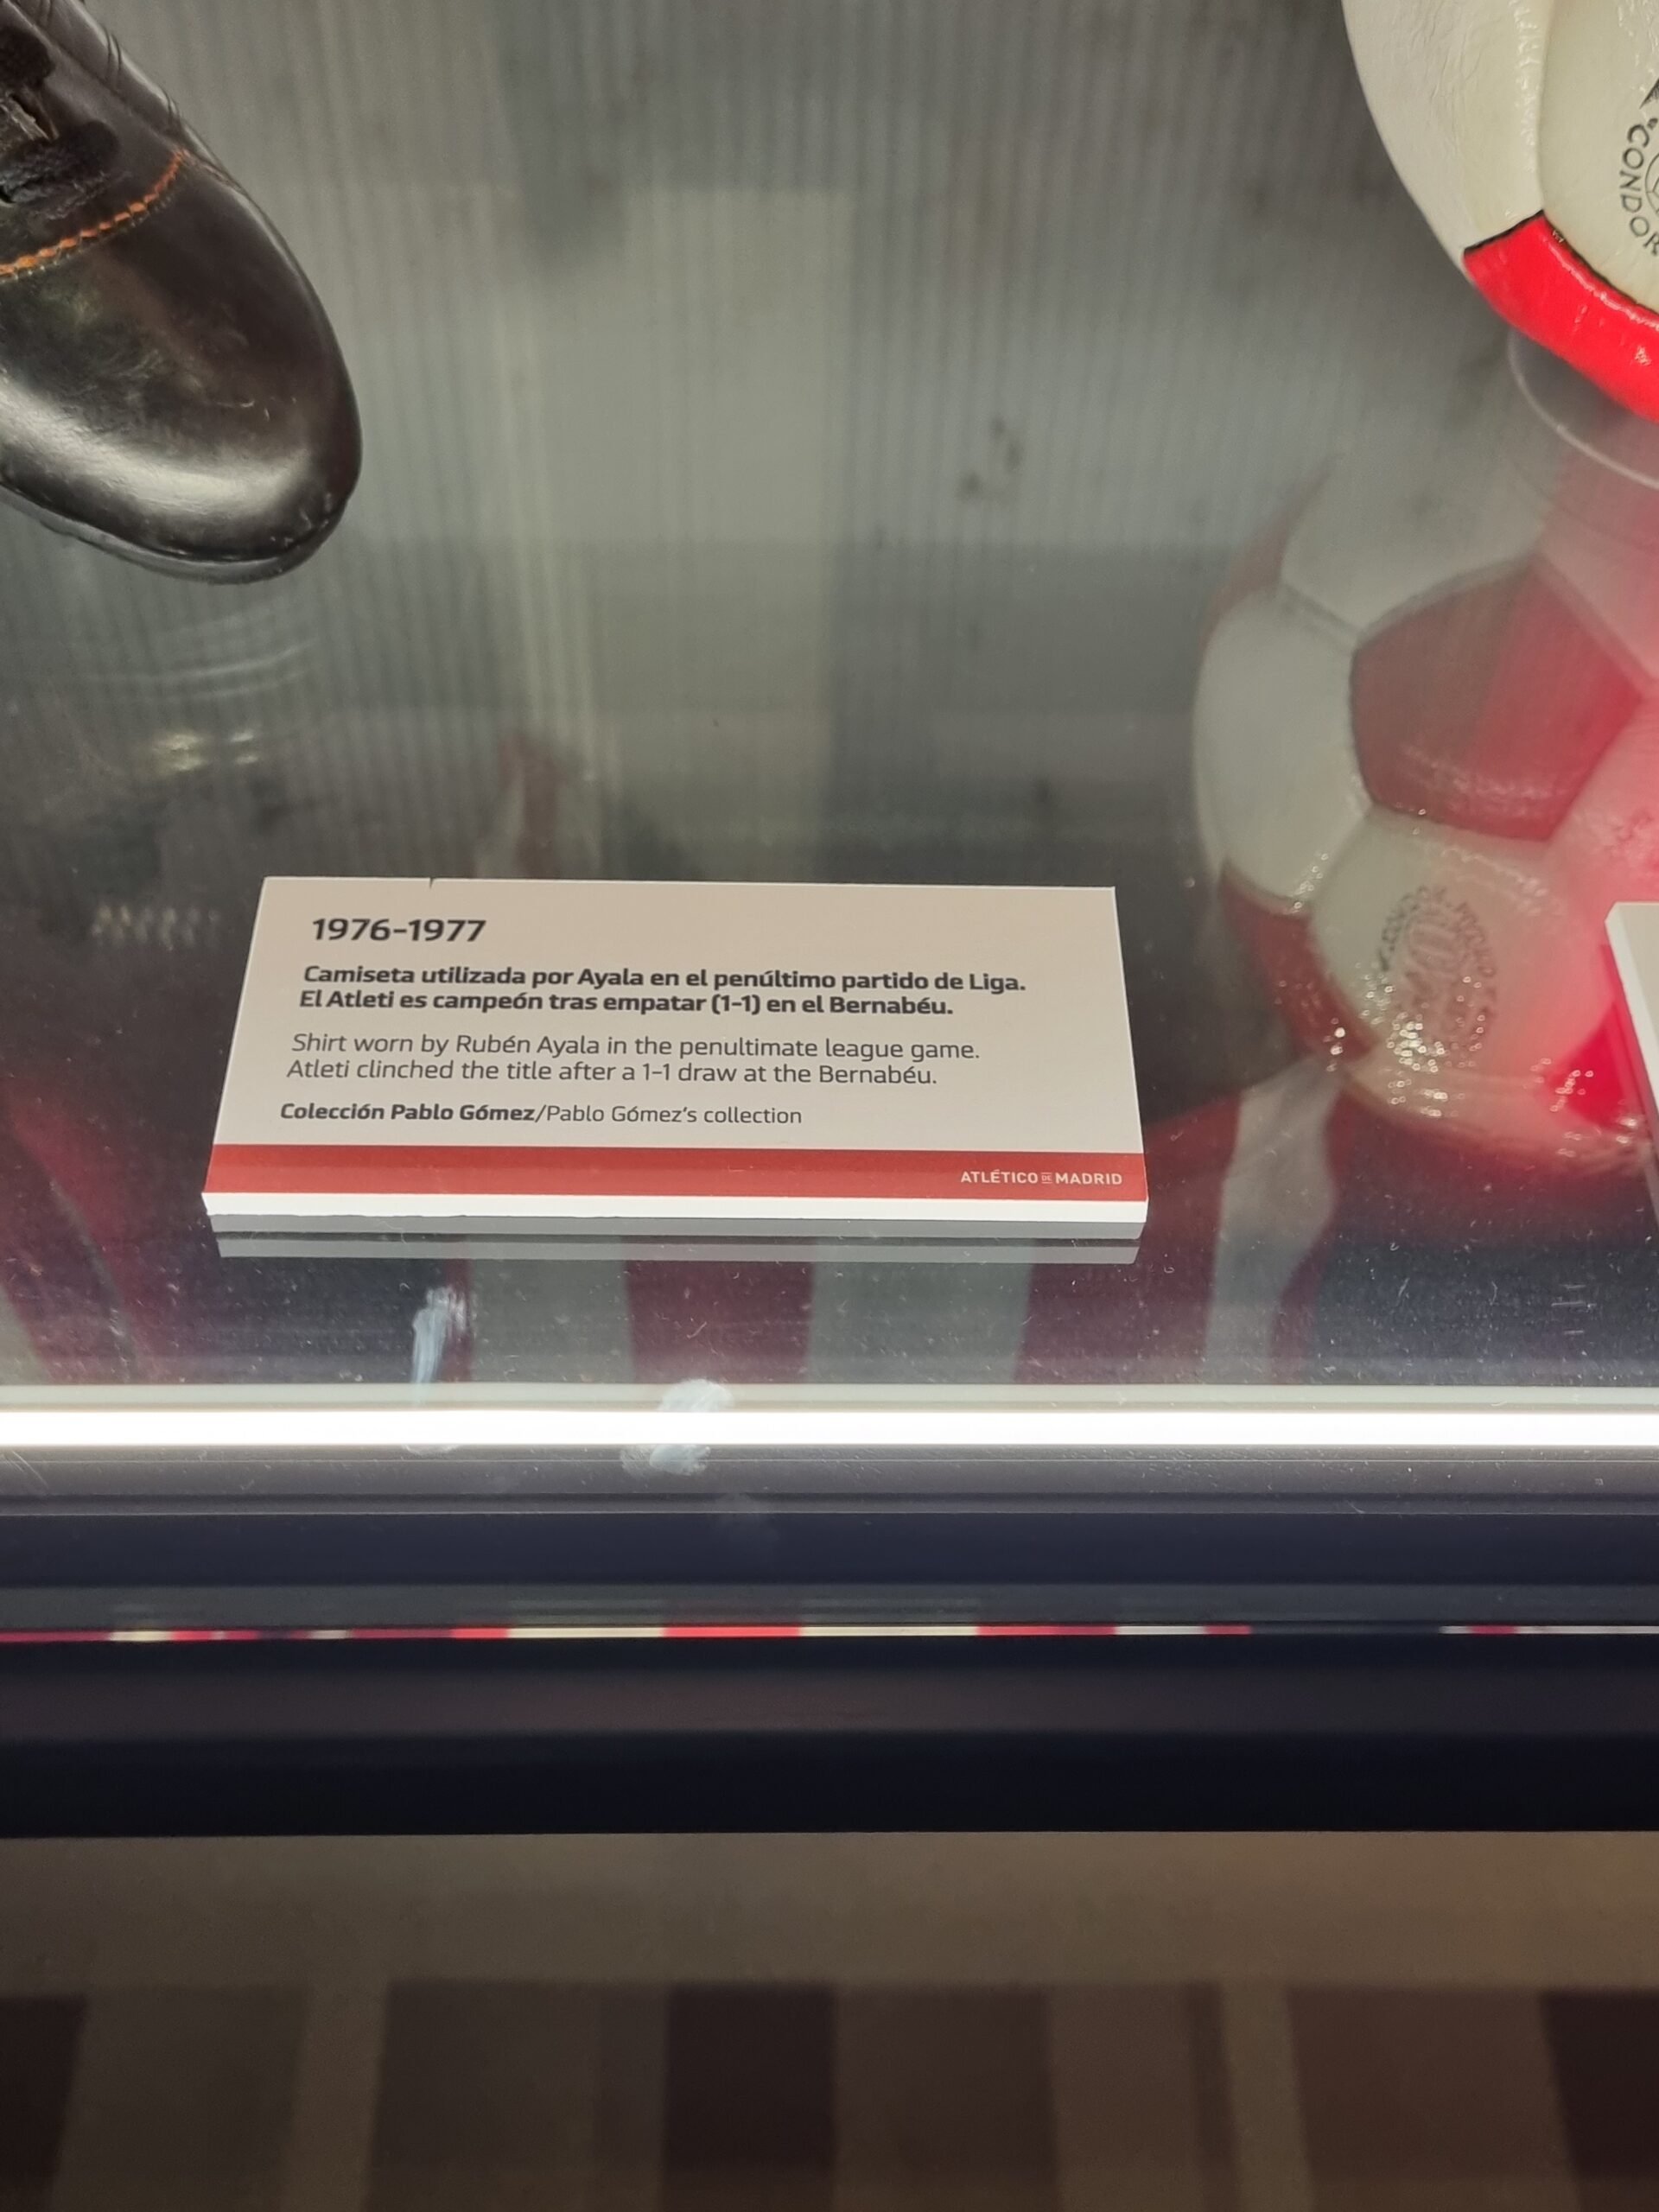 CONDOR
1976-1977
Camiseta utilizada por Ayala en el penúltimo partido de Liga.
El Atleti es campeón tras empatar (1-1) en el Bernabéu.
Shirt worn by Rubén Ayala in the penultimate league game.
Atleti clinched the title after a 1-1 draw at the Bernabéu.
Colección Pablo Gómez/Pablo Gómez's collection
ATLÉTICO DE MADRID